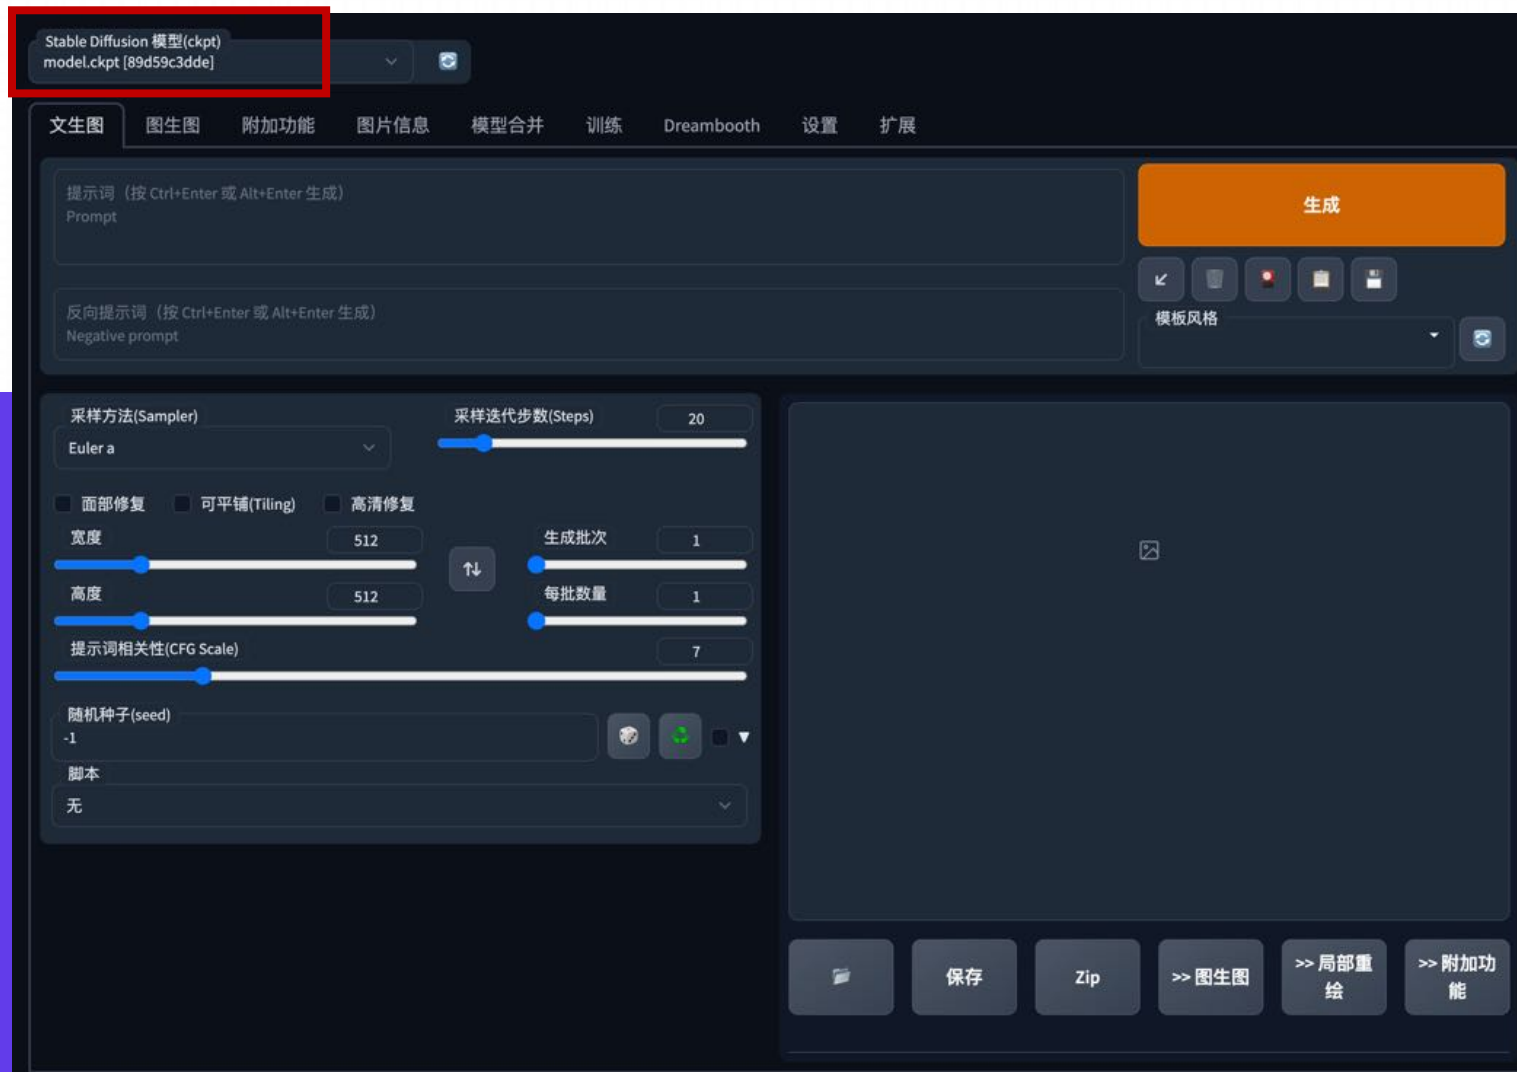 Stable Diffusion 模型(ckpt)
model.ckpt [89d59c3dde]
文生图 图生图 附加功能 图片信息 模型合并 训练 Dreambooth 设置 扩展
提示词（按 Ctrl+Enter 或 Alt+Enter 生成）
Prompt
生成
反向提示词（按 Ctrl+Enter 或 Alt+Enter 生成）
Negative prompt
模板风格
采样方法(Sampler)
Euler a
采样迭代步数(Steps) 20
面部修复 可平铺(Tiling) 高清修复
宽度 512
生成批次 1
高度 512
每批数量 1
提示词相关性(CFG Scale) 7
随机种子(seed)
-1
脚本
无
保存 Zip >> 图生图
>> 局部重
绘
>> 附加功
能